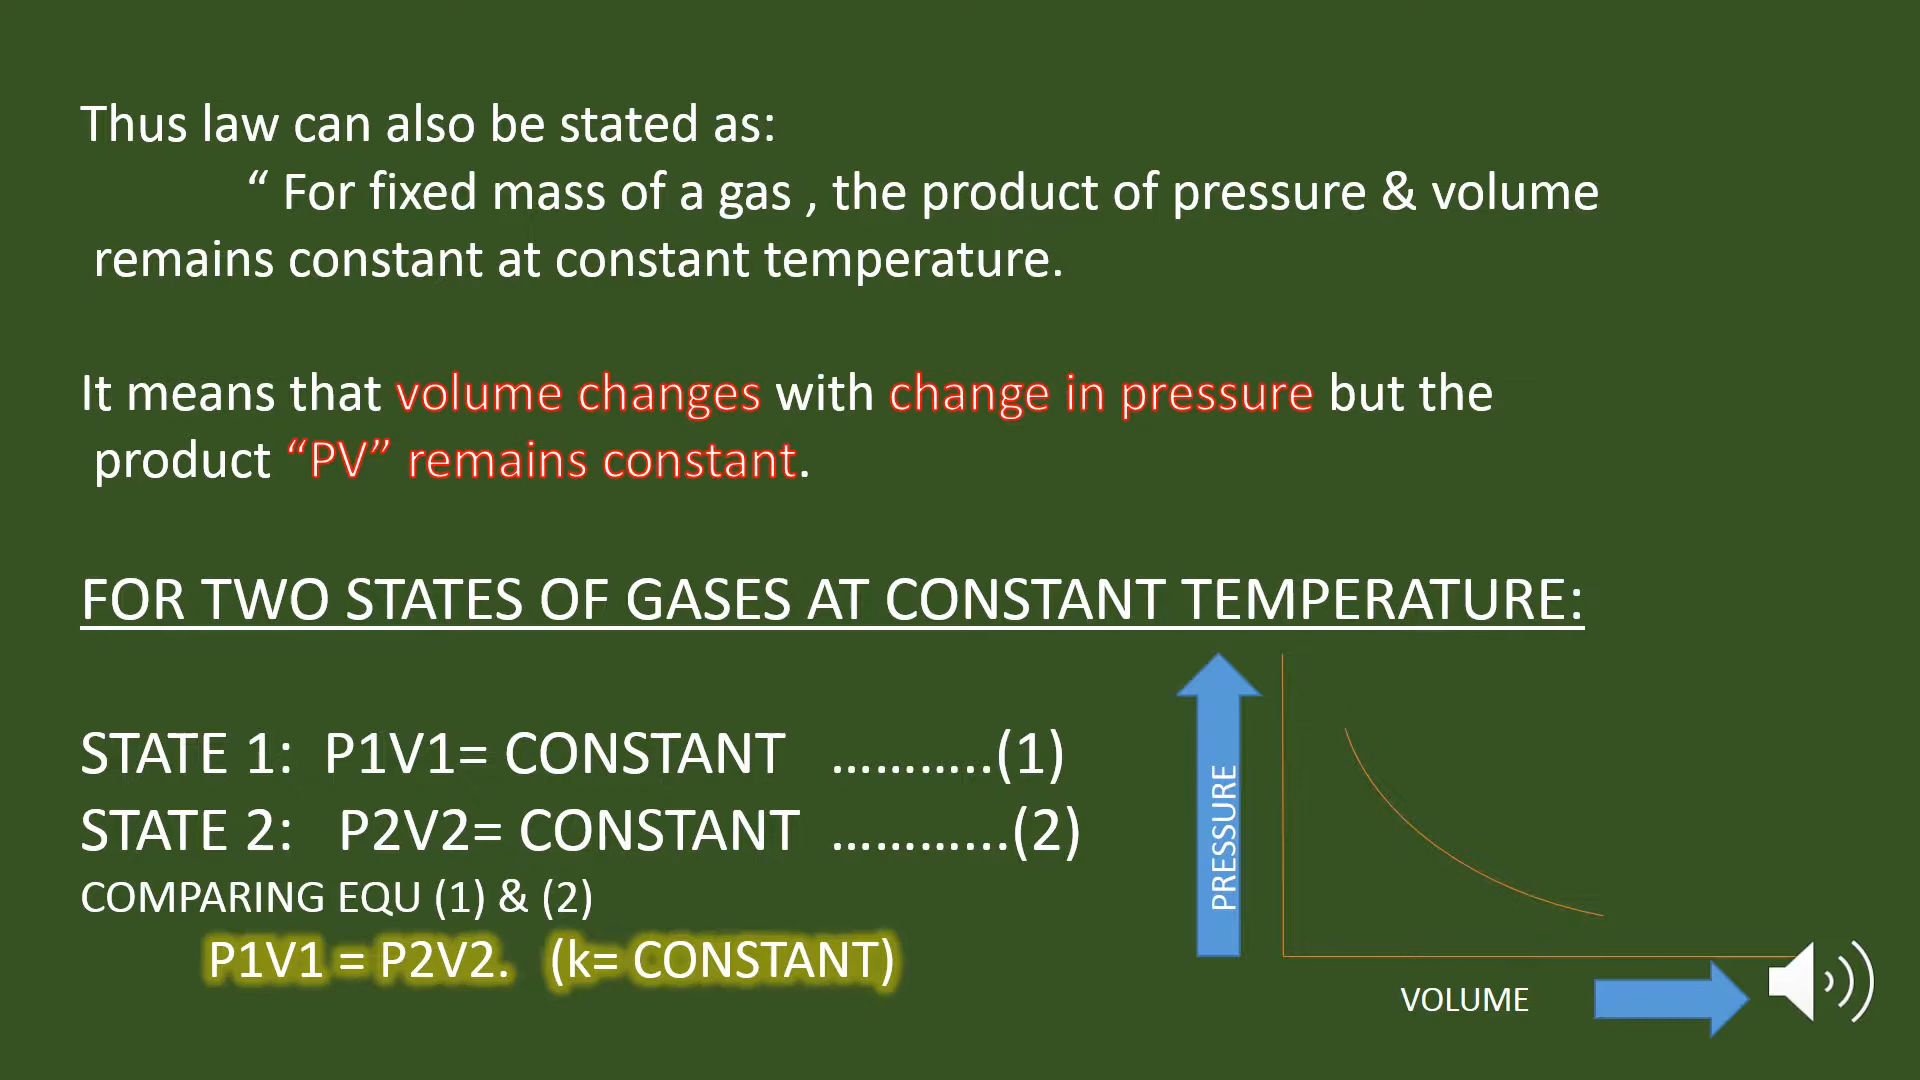 Thus law can also be stated as:
“ For fixed mass of a gas , the product of pressure & volume
remains constant at constant temperature.
It means that volume changes with change in pressure but the
product “PV” remains constant.
FOR TWO STATES OF GASES AT CONSTANT TEMPERATURE:
STATE 1: P1V1= CONSTANT ………..(1)
STATE 2: P2V2= CONSTANT …………..(2)
COMPARING EQU (1) & (2)
P1V1 = P2V2. (k= CONSTANT)
PRESSURE
VOLUME